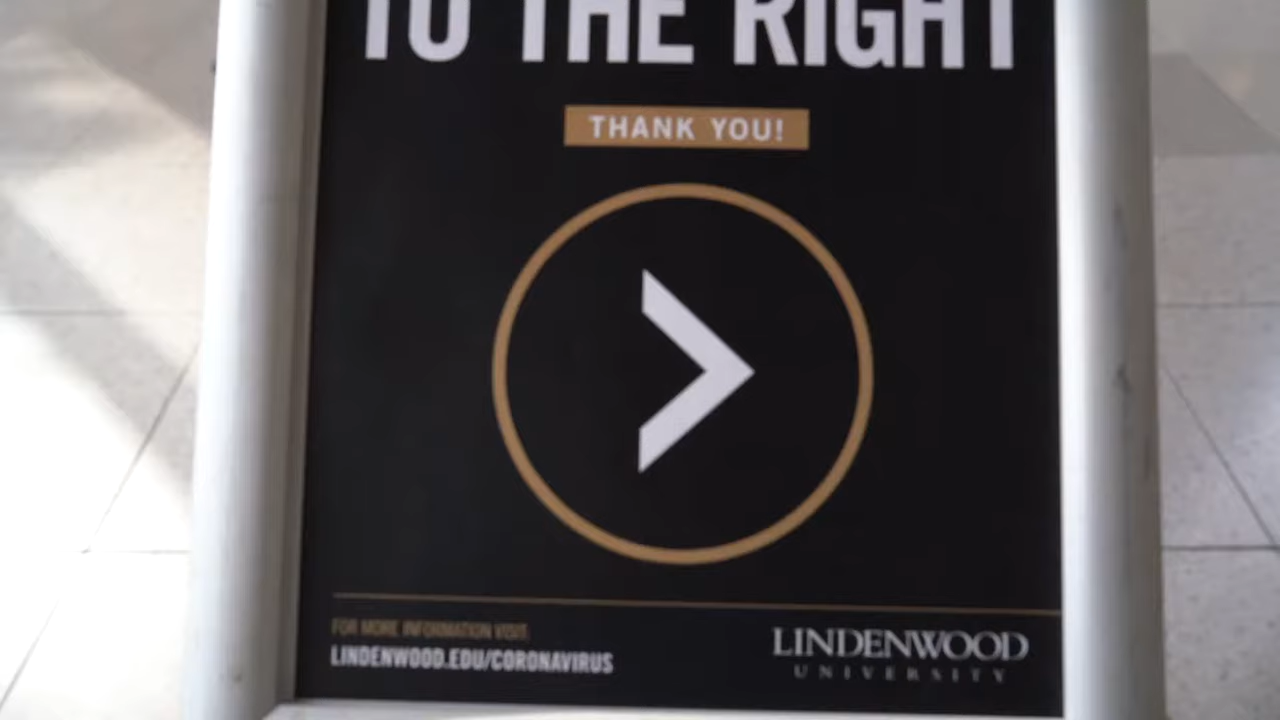 TO THE RIGHT
THANK YOU!
FOR MORE INFORMATION VISIT:
LINDENWOOD.EDU/CORONAVIRUS
LINDENWOOD
UNIVERSITY